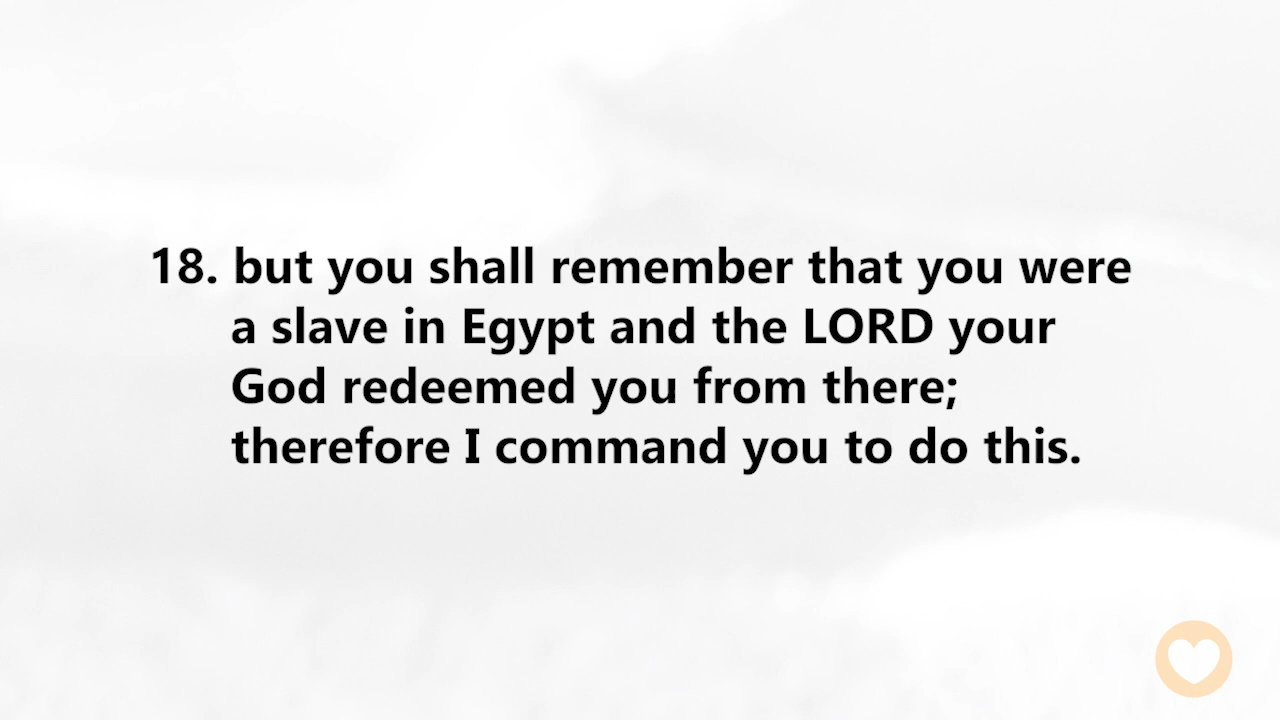 18. but you shall remember that you were
a slave in Egypt and the LORD your
God redeemed you from there;
therefore I command you to do this.